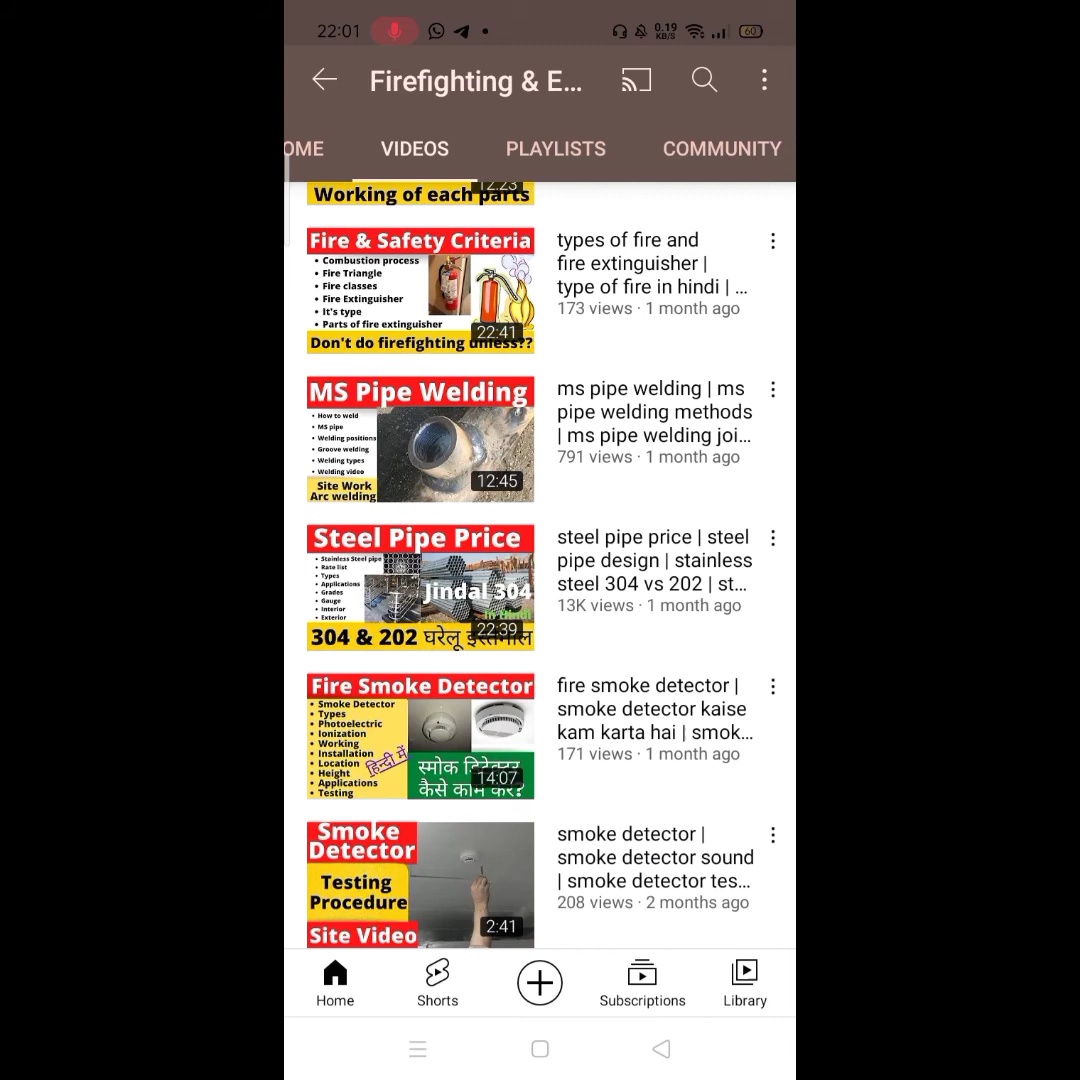 22:01
0.19
KB/S
60
Firefighting & E...
OME
VIDEOS
PLAYLISTS
COMMUNITY
12:23
Working of each parts
Fire & Safety Criteria
• Combustion process
• Fire Triangle
• Fire classes
• Fire Extinguisher
• It's type
• Parts of fire extinguisher
22:41
Don't do firefighting unless??
types of fire and
fire extinguisher |
type of fire in hindi | ...
173 views · 1 month ago
MS Pipe Welding
• How to weld
• MS pipe
• Welding positions
• Groove welding
• Welding types
• Welding video
Site Work
Arc welding
12:45
ms pipe welding | ms
pipe welding methods
| ms pipe welding joi...
791 views · 1 month ago
Steel Pipe Price
• Stainless Steel pipe
• Rate list
• Types
• Applications
• Grades
• Gauge
• Interior
• Exterior
Jindal 304
in Hindi
22:39
304 & 202 घरेलू इस्तेमाल
steel pipe price | steel
pipe design | stainless
steel 304 vs 202 | st...
13K views · 1 month ago
Fire Smoke Detector
• Smoke Detector
• Types
• Photoelectric
• Ionization
• Working
• Installation
• Location
• Height
• Applications
• Testing
हिन्दी में
स्मोक डिटेक्टर
14:07
कैसे काम करे?
fire smoke detector |
smoke detector kaise
kam karta hai | smok...
171 views · 1 month ago
Smoke
Detector
Testing
Procedure
Site Video
2:41
smoke detector |
smoke detector sound
| smoke detector tes...
208 views · 2 months ago
Home
Shorts
Subscriptions
Library